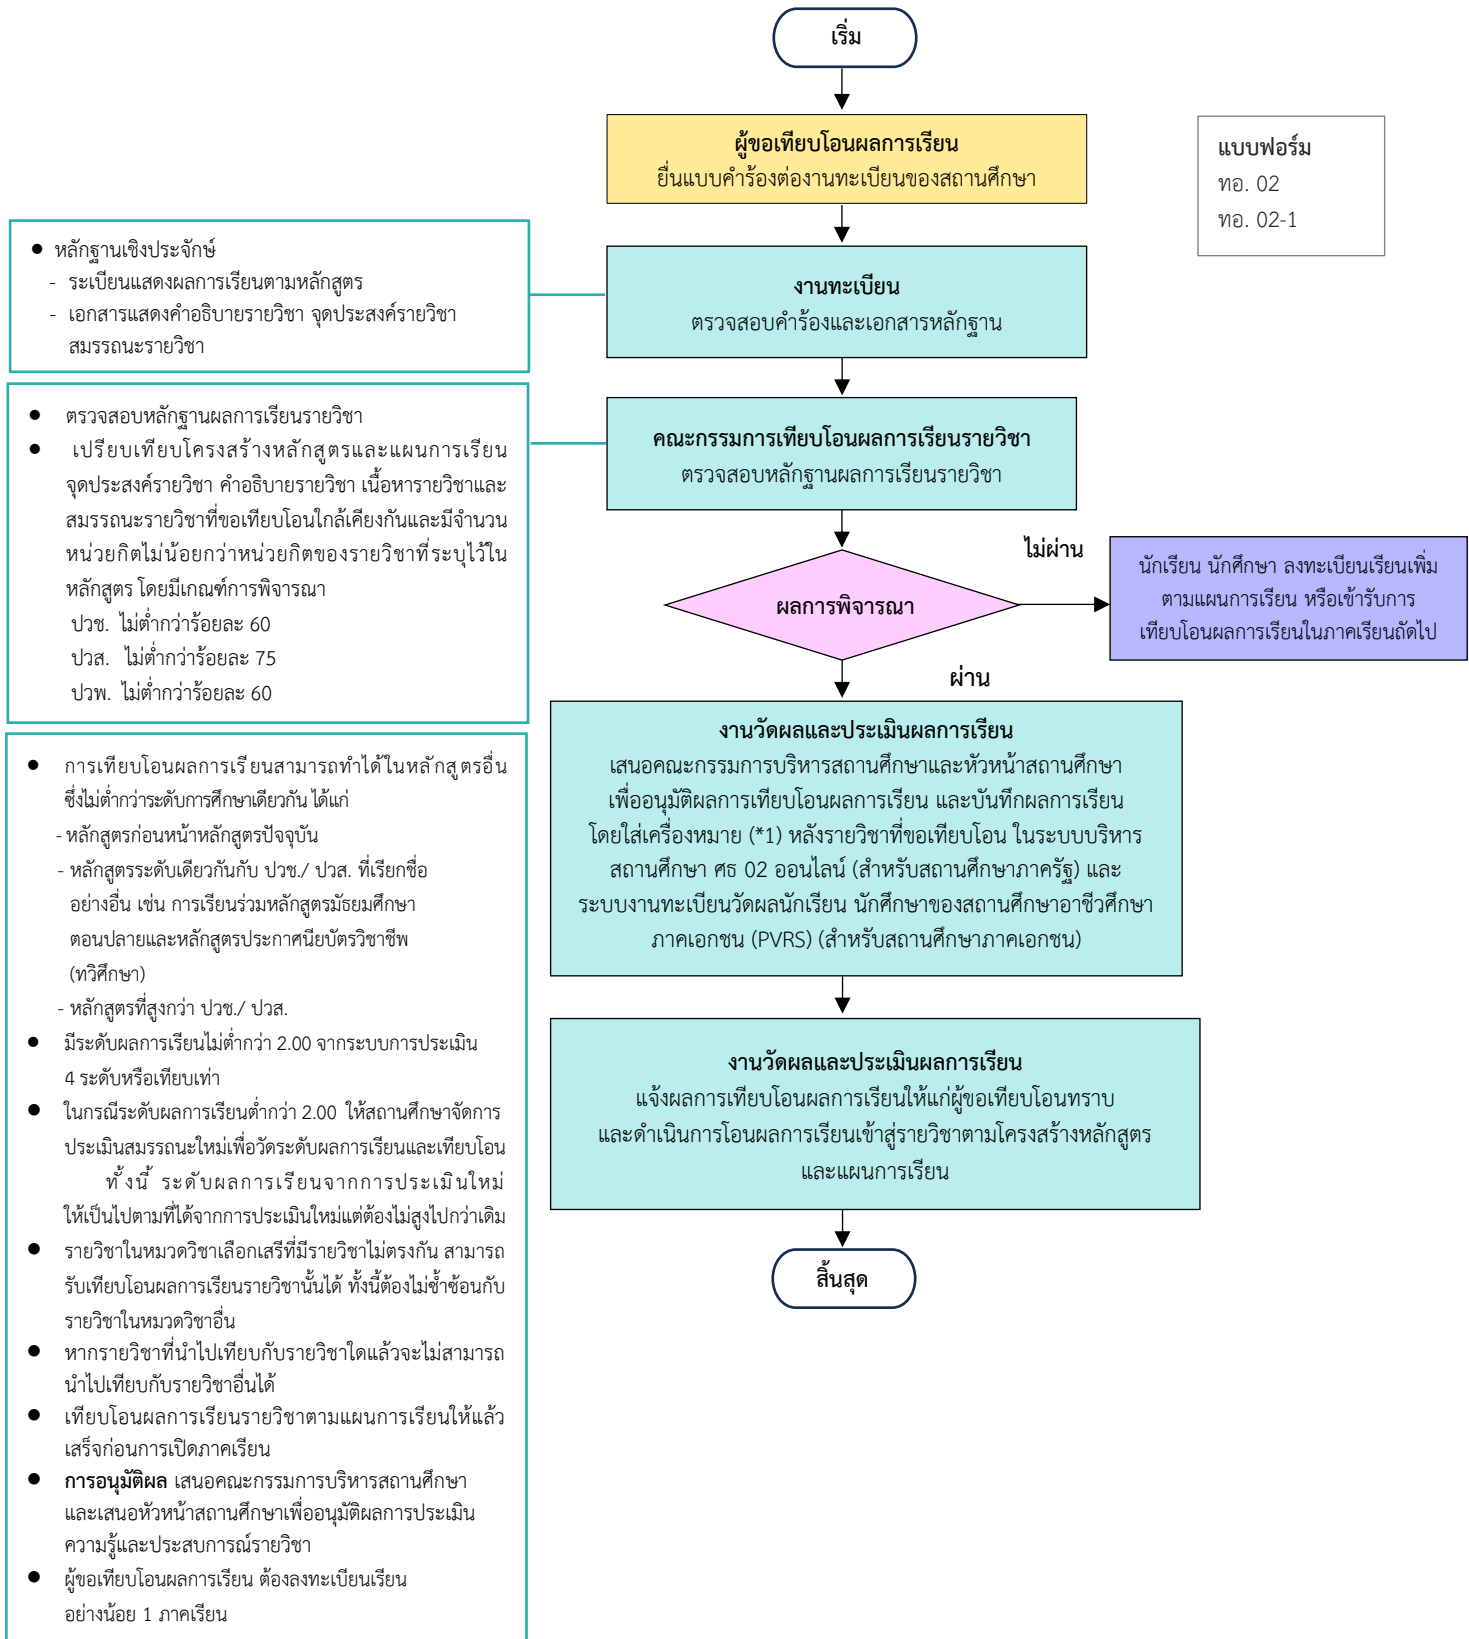 เริ่ม
ผู้ขอเทียบโอนผลการเรียน
ยื่นแบบคำร้องต่องานทะเบียนของสถานศึกษา
แบบฟอร์ม
ทอ. 02
ทอ. 02-1
● หลักฐานเชิงประจักษ์
- ระเบียนแสดงผลการเรียนตามหลักสูตร
- เอกสารแสดงคำอธิบายรายวิชา จุดประสงค์รายวิชา
สมรรถนะรายวิชา
งานทะเบียน
ตรวจสอบคำร้องและเอกสารหลักฐาน
● ตรวจสอบหลักฐานผลการเรียนรายวิชา
● เปรียบเทียบโครงสร้างหลักสูตรและแผนการเรียน
จุดประสงค์รายวิชา คำอธิบายรายวิชา เนื้อหารายวิชาและ
สมรรถนะรายวิชาที่ขอเทียบโอนใกล้เคียงกันและมีจำนวน
หน่วยกิตไม่น้อยกว่าหน่วยกิตของรายวิชาที่ระบุไว้ใน
หลักสูตร โดยมีเกณฑ์การพิจารณา
ปวช. ไม่ต่ำกว่าร้อยละ 60
ปวส. ไม่ต่ำกว่าร้อยละ 75
ปวพ. ไม่ต่ำกว่าร้อยละ 60
คณะกรรมการเทียบโอนผลการเรียนรายวิชา
ตรวจสอบหลักฐานผลการเรียนรายวิชา
ผลการพิจารณา
ไม่ผ่าน
นักเรียน นักศึกษา ลงทะเบียนเรียนเพิ่ม
ตามแผนการเรียน หรือเข้ารับการ
เทียบโอนผลการเรียนในภาคเรียนถัดไป
ผ่าน
งานวัดผลและประเมินผลการเรียน
เสนอคณะกรรมการบริหารสถานศึกษาและหัวหน้าสถานศึกษา
เพื่ออนุมัติผลการเทียบโอนผลการเรียน และบันทึกผลการเรียน
โดยใส่เครื่องหมาย (*1) หลังรายวิชาที่ขอเทียบโอน ในระบบบริหาร
สถานศึกษา ศธ 02 ออนไลน์ (สำหรับสถานศึกษาภาครัฐ) และ
ระบบงานทะเบียนวัดผลนักเรียน นักศึกษาของสถานศึกษาอาชีวศึกษา
ภาคเอกชน (PVRS) (สำหรับสถานศึกษาภาคเอกชน)
● การเทียบโอนผลการเรียนสามารถทำได้ในหลักสูตรอื่น
ซึ่งไม่ต่ำกว่าระดับการศึกษาเดียวกัน ได้แก่
- หลักสูตรก่อนหน้าหลักสูตรปัจจุบัน
- หลักสูตรระดับเดียวกันกับ ปวช./ ปวส. ที่เรียกชื่อ
อย่างอื่น เช่น การเรียนร่วมหลักสูตรมัธยมศึกษา
ตอนปลายและหลักสูตรประกาศนียบัตรวิชาชีพ
(ทวิศึกษา)
- หลักสูตรที่สูงกว่า ปวช./ ปวส.
● มีระดับผลการเรียนไม่ต่ำกว่า 2.00 จากระบบการประเมิน
4 ระดับหรือเทียบเท่า
● ในกรณีระดับผลการเรียนต่ำกว่า 2.00 ให้สถานศึกษาจัดการ
ประเมินสมรรถนะใหม่เพื่อวัดระดับผลการเรียนและเทียบโอน
ทั้งนี้ ระดับผลการเรียนจากการประเมินใหม่
ให้เป็นไปตามที่ได้จากการประเมินใหม่แต่ต้องไม่สูงไปกว่าเดิม
● รายวิชาในหมวดวิชาเลือกเสรีที่มีรายวิชาไม่ตรงกัน สามารถ
รับเทียบโอนผลการเรียนรายวิชานั้นได้ ทั้งนี้ต้องไม่ซ้ำซ้อนกับ
รายวิชาในหมวดวิชาอื่น
● หากรายวิชาที่นำไปเทียบกับรายวิชาใดแล้วจะไม่สามารถ
นำไปเทียบกับรายวิชาอื่นได้
● เทียบโอนผลการเรียนรายวิชาตามแผนการเรียนให้แล้ว
เสร็จก่อนการเปิดภาคเรียน
● การอนุมัติผล เสนอคณะกรรมการบริหารสถานศึกษา
และเสนอหัวหน้าสถานศึกษาเพื่ออนุมัติผลการประเมิน
ความรู้และประสบการณ์รายวิชา
● ผู้ขอเทียบโอนผลการเรียน ต้องลงทะเบียนเรียน
อย่างน้อย 1 ภาคเรียน
งานวัดผลและประเมินผลการเรียน
แจ้งผลการเทียบโอนผลการเรียนให้แก่ผู้ขอเทียบโอนทราบ
และดำเนินการโอนผลการเรียนเข้าสู่รายวิชาตามโครงสร้างหลักสูตร
และแผนการเรียน
สิ้นสุด